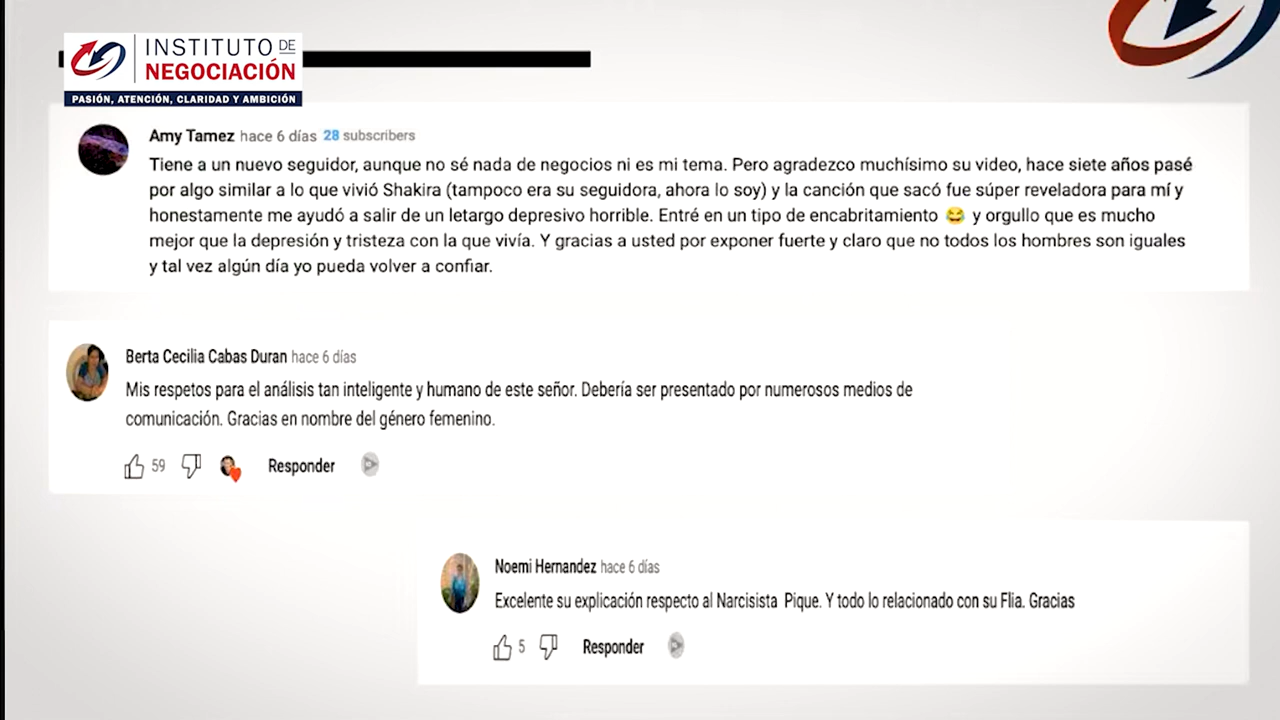 INSTITUTO DE
NEGOCIACIÓN
PASIÓN, ATENCIÓN, CLARIDAD Y AMBICIÓN
Amy Tamez hace 6 días 28 subscribers
Tiene a un nuevo seguidor, aunque no sé nada de negocios ni es mi tema. Pero agradezco muchísimo su video, hace siete años pasé
por algo similar a lo que vivió Shakira (tampoco era su seguidora, ahora lo soy) y la canción que sacó fue súper reveladora para mí y
honestamente me ayudó a salir de un letargo depresivo horrible. Entré en un tipo de encabritamiento 😂 y orgullo que es mucho
mejor que la depresión y tristeza con la que vivía. Y gracias a usted por exponer fuerte y claro que no todos los hombres son iguales
y tal vez algún día yo pueda volver a confiar.
Berta Cecilia Cabas Duran hace 6 días
Mis respetos para el análisis tan inteligente y humano de este señor. Debería ser presentado por numerosos medios de
comunicación. Gracias en nombre del género femenino.
59 Responder
Noemi Hernandez hace 6 días
Excelente su explicación respecto al Narcisista Pique. Y todo lo relacionado con su Flia. Gracias
5 Responder